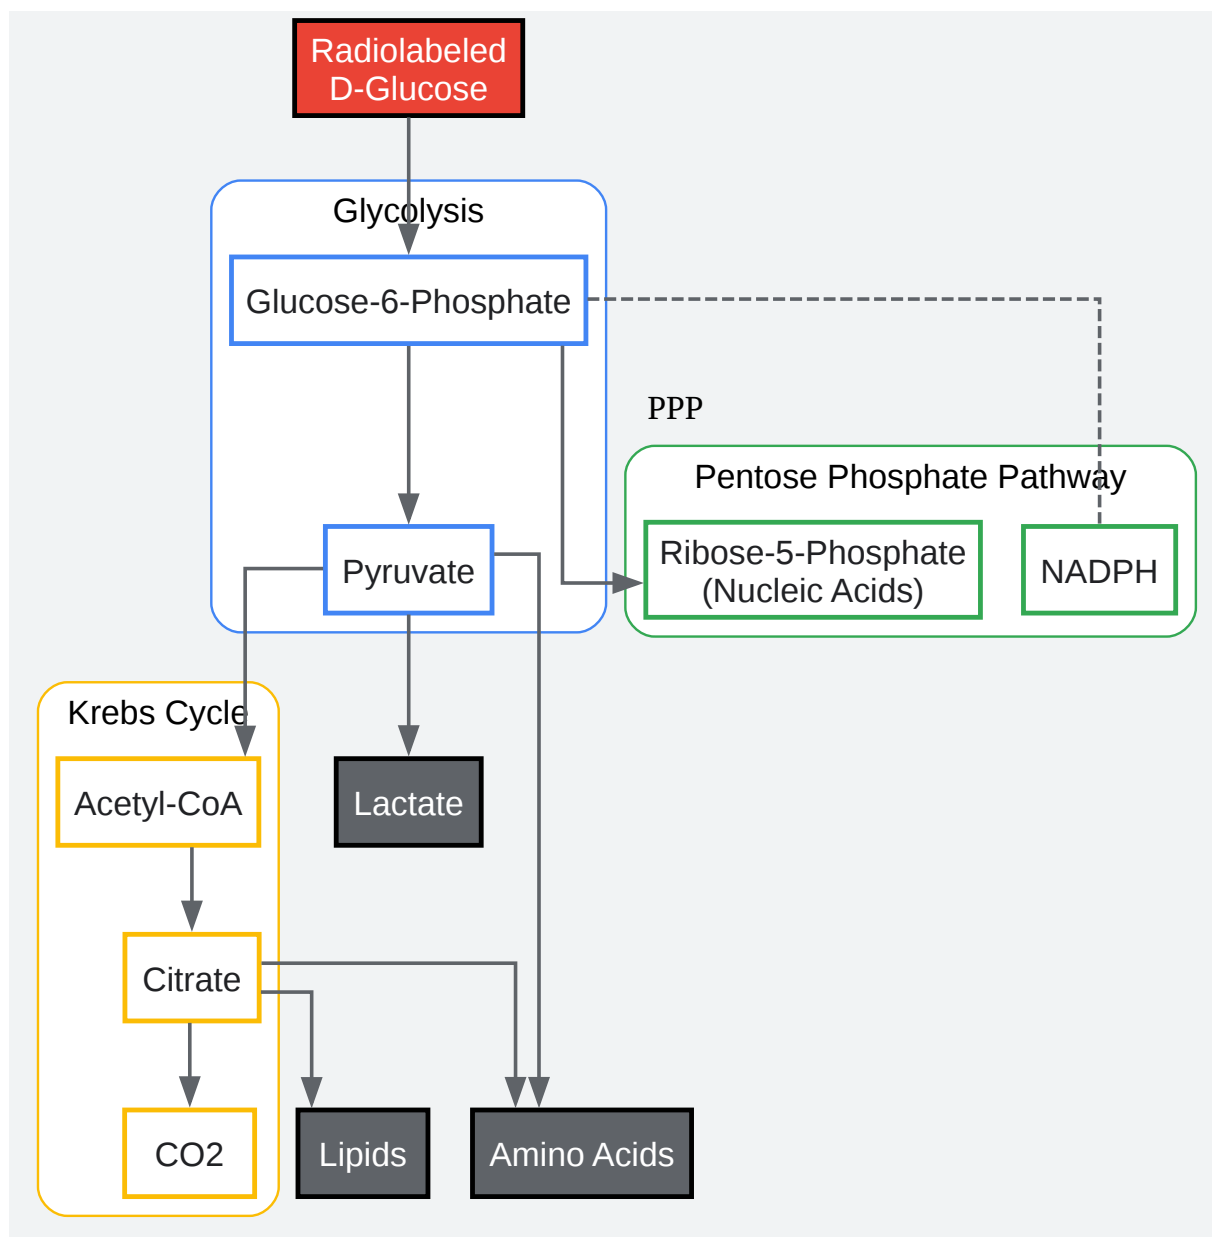 Radiolabeled
D-Glucose
Glycolysis
Glucose-6-Phosphate
PPP
Pentose Phosphate Pathway
Ribose-5-Phosphate
(Nucleic Acids)
NADPH
Pyruvate
Krebs Cycle
Acetyl-CoA
Lactate
Citrate
CO2
Lipids
Amino Acids